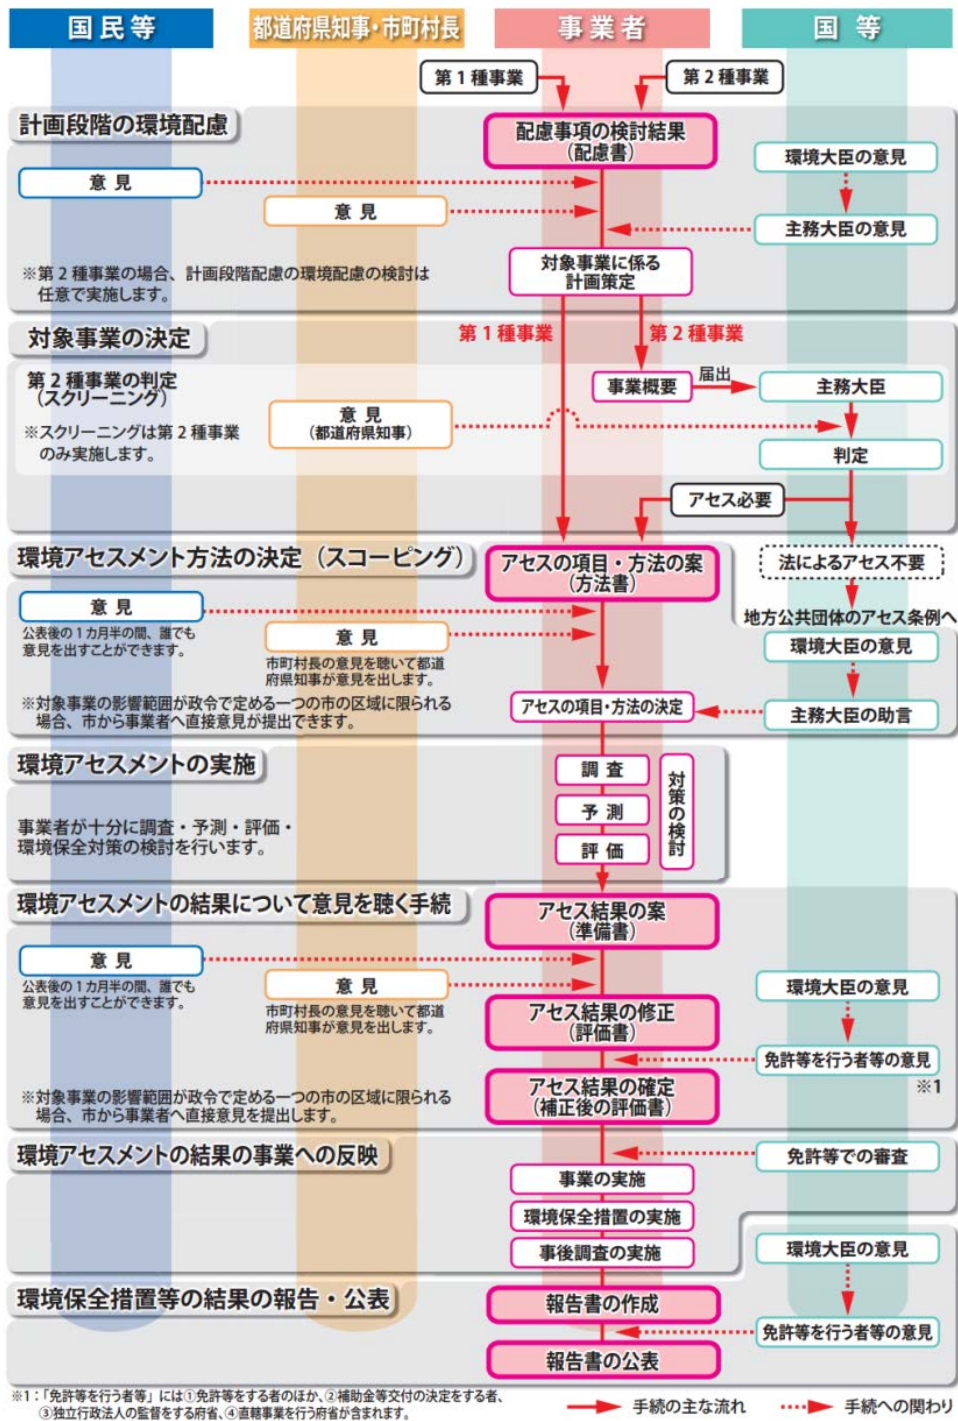 国民等
都道府県知事・市町村長
事業者
国 等
第1種事業
第2種事業
計画段階の環境配慮
配慮事項の検討結果
(配慮書)
環境大臣の意見
意 見
意 見
主務大臣の意見
※第2種事業の場合、計画段階配慮の環境配慮の検討は
任意で実施します。
対象事業に係る
計画策定
対象事業の決定
第1種事業
第2種事業
第2種事業の判定
(スクリーニング)
※スクリーニングは第2種事業
のみ実施します。
意 見
(都道府県知事)
事業概要
届出
主務大臣
判定
アセス必要
環境アセスメント方法の決定(スコーピング)
アセスの項目・方法の案
(方法書)
法によるアセス不要
地方公共団体のアセス条例へ
意 見
公表後の1カ月半の間、誰でも
意見を出すことができます。
意 見
市町村長の意見を聴いて都道
府県知事が意見を出します。
環境大臣の意見
※対象事業の影響範囲が政令で定める一つの市の区域に限られる
場合、市から事業者へ直接意見が提出できます。
アセスの項目・方法の決定
主務大臣の助言
環境アセスメントの実施
事業者が十分に調査・予測・評価・
環境保全対策の検討を行います。
調 査
予 測
評 価
対策の検討
環境アセスメントの結果について意見を聴く手続
アセス結果の案
(準備書)
意 見
公表後の1カ月半の間、誰でも
意見を出すことができます。
意 見
市町村長の意見を聴いて都道
府県知事が意見を出します。
環境大臣の意見
アセス結果の修正
(評価書)
免許等を行う者等の意見
※1
※対象事業の影響範囲が政令で定める一つの市の区域に限られる
場合、市から事業者へ直接意見を提出します。
アセス結果の確定
(補正後の評価書)
環境アセスメントの結果の事業への反映
免許等での審査
事業の実施
環境保全措置の実施
事後調査の実施
環境大臣の意見
環境保全措置等の結果の報告・公表
報告書の作成
免許等を行う者等の意見
報告書の公表
※1:「免許等を行う者等」には①免許等をする者のほか、②補助金等交付の決定をする者、
③独立行政法人の監督をする府省、④直轄事業を行う府省が含まれます。
手続の主な流れ
手続への関わり